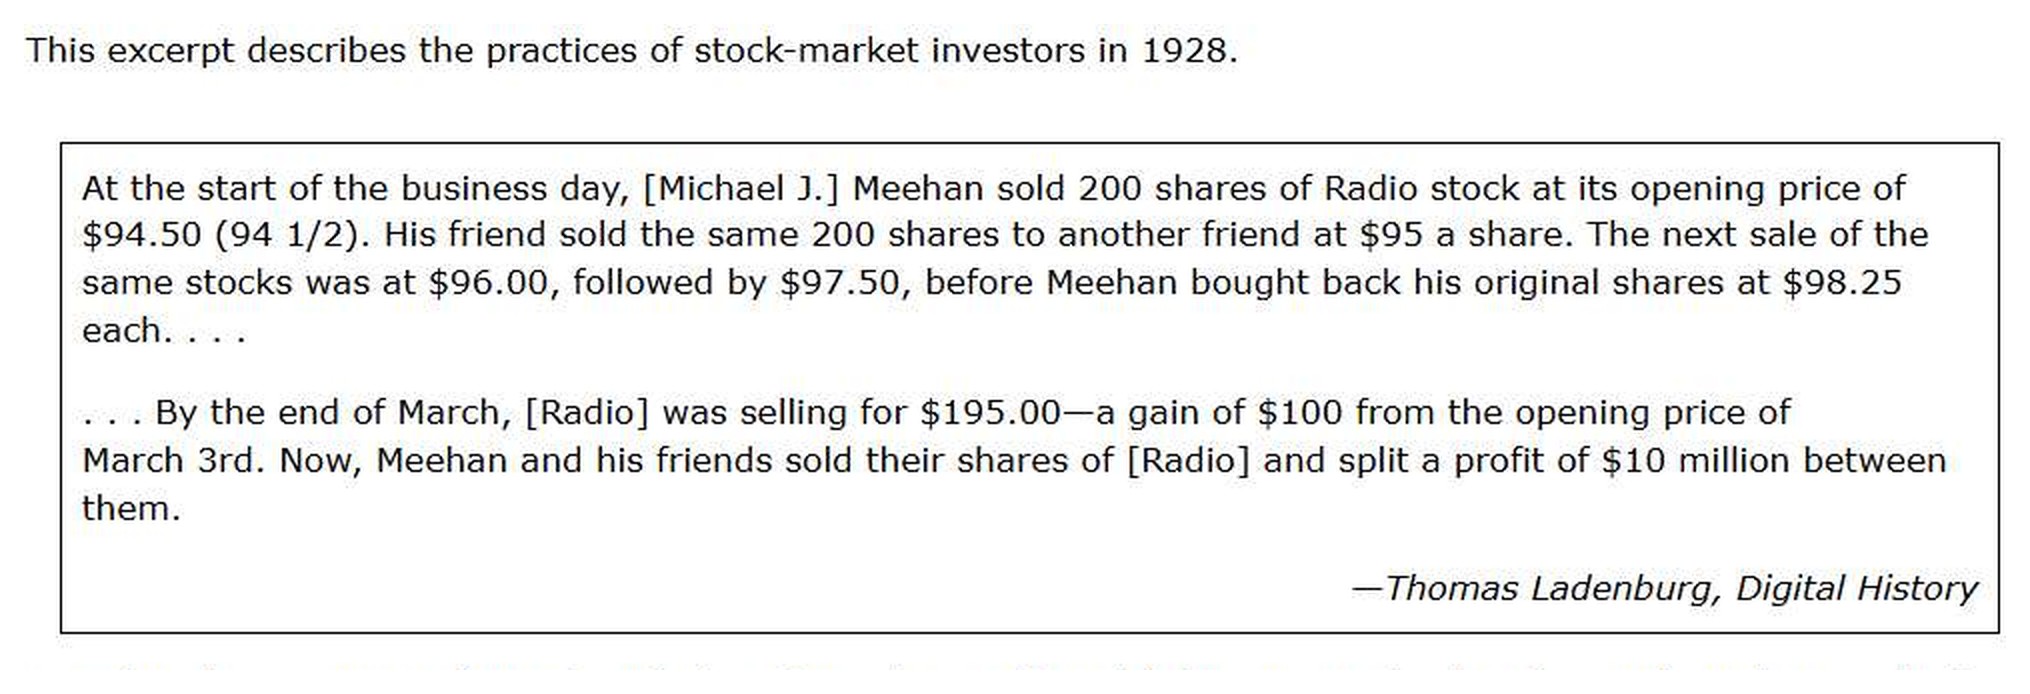 This excerpt describes the practices of stock-market investors in 1928.
At the start of the business day, [Michael J.] Meehan sold 200 shares of Radio stock at its opening price of
$94.50 (94 1/2). His friend sold the same 200 shares to another friend at $95 a share. The next sale of the
same stocks was at $96.00, followed by $97.50, before Meehan bought back his original shares at $98.25
each. . . .
. . . By the end of March, [Radio] was selling for $195.00—a gain of $100 from the opening price of
March 3rd. Now, Meehan and his friends sold their shares of [Radio] and split a profit of $10 million between
them.
—Thomas Ladenburg, Digital History